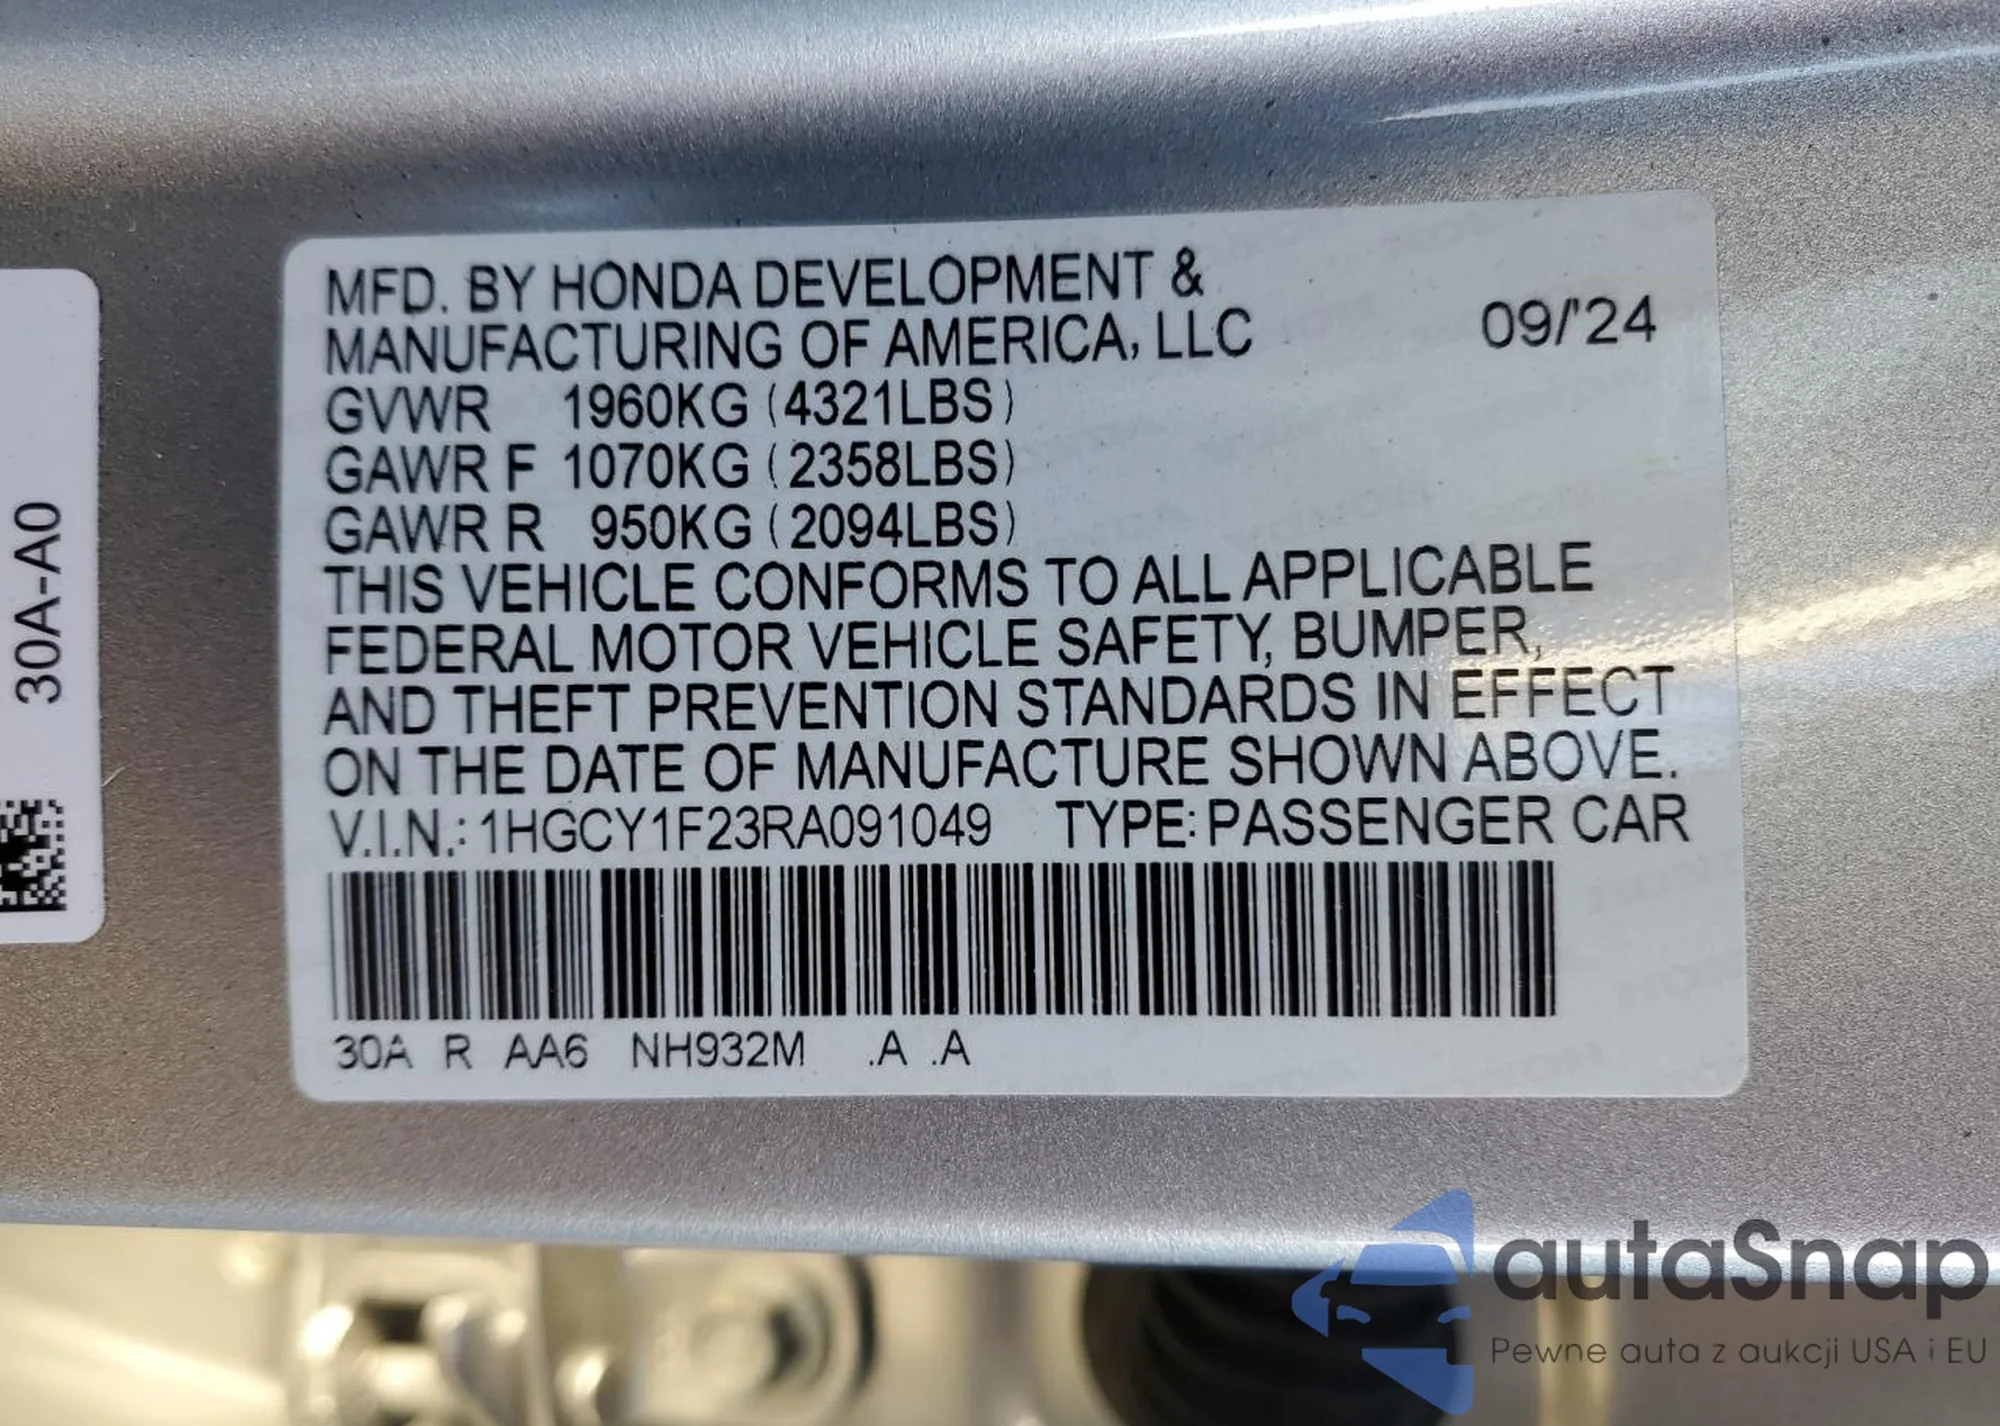 MFD. BY HONDA DEVELOPMENT &
MANUFACTURING OF AMERICA, LLC 09/'24
GVWR 1960KG (4321LBS)
GAWR F 1070KG (2358LBS)
GAWR R 950KG (2094LBS)
THIS VEHICLE CONFORMS TO ALL APPLICABLE
FEDERAL MOTOR VEHICLE SAFETY, BUMPER,
AND THEFT PREVENTION STANDARDS IN EFFECT
ON THE DATE OF MANUFACTURE SHOWN ABOVE.
V.I.N.: 1HGCY1F23RA091049 TYPE: PASSENGER CAR
30A R AA6 NH932M .A .A
30A-A0
autaSnap
Pewne auta z aukcji USA i EU